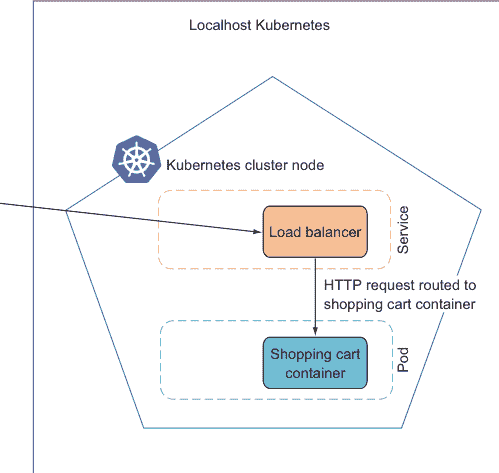 Localhost Kubernetes
Kubernetes cluster node
Load balancer
Service
HTTP request routed to
shopping cart container
Shopping cart
container
Pod